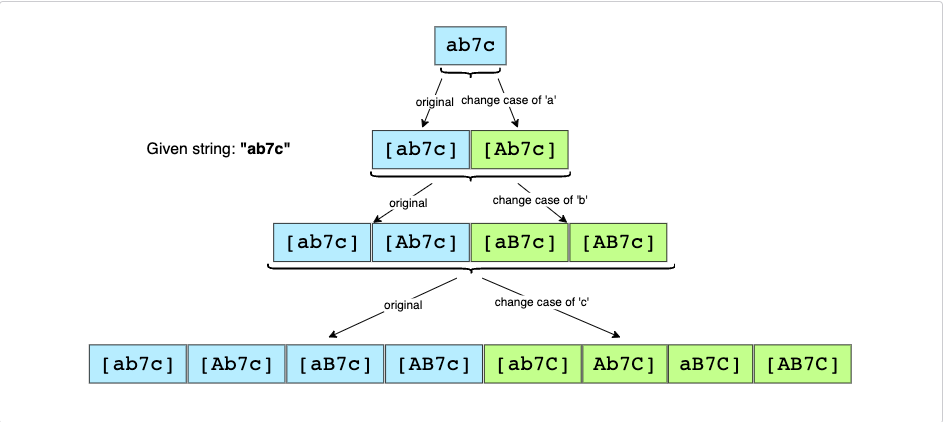 ab7c
original change case of 'a'
Given string: "ab7c"
[ab7c] [Ab7c]
original change case of 'b'
[ab7c] [Ab7c] [aB7c] [AB7c]
original change case of 'c'
[ab7c] [Ab7c] [aB7c] [AB7c] [ab7C] Ab7C] aB7C] [AB7C]